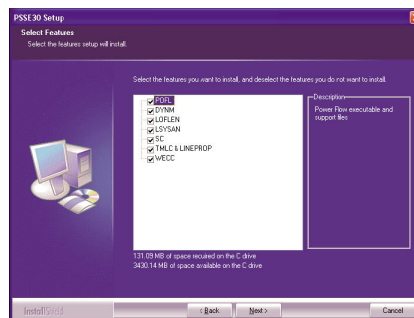 PSSE30 Setup
Select Features
Select the features setup will install.
Select the features you want to install, and deselect the features you do not want to install.
POFL
DYNM
LOFLEN
LSYSAN
SC
TMLC & LINEPROP
WECC
Description
Power Flow executable and
support files
131.09 MB of space required on the C drive
3430.14 MB of space available on the C drive
InstallShield
< Back
Next >
Cancel